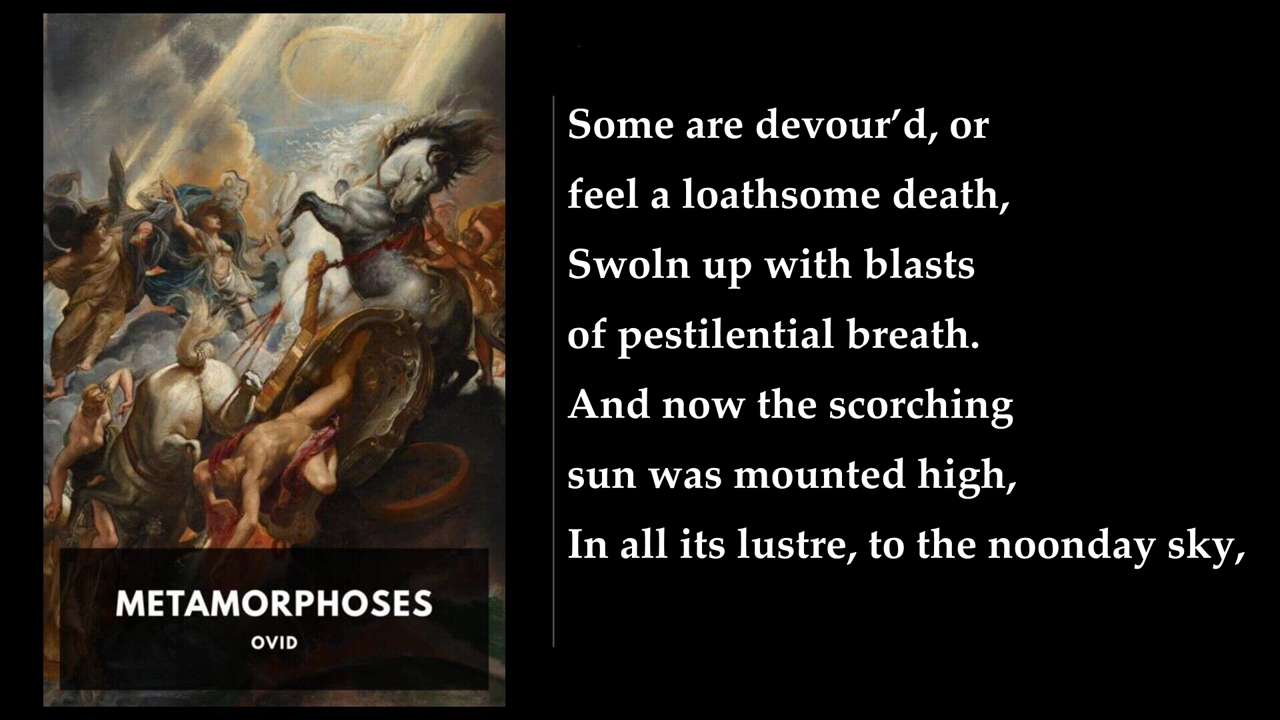 METAMORPHOSES
OVID
Some are devour’d, or
feel a loathsome death,
Swoln up with blasts
of pestilential breath.
And now the scorching
sun was mounted high,
In all its lustre, to the noonday sky,